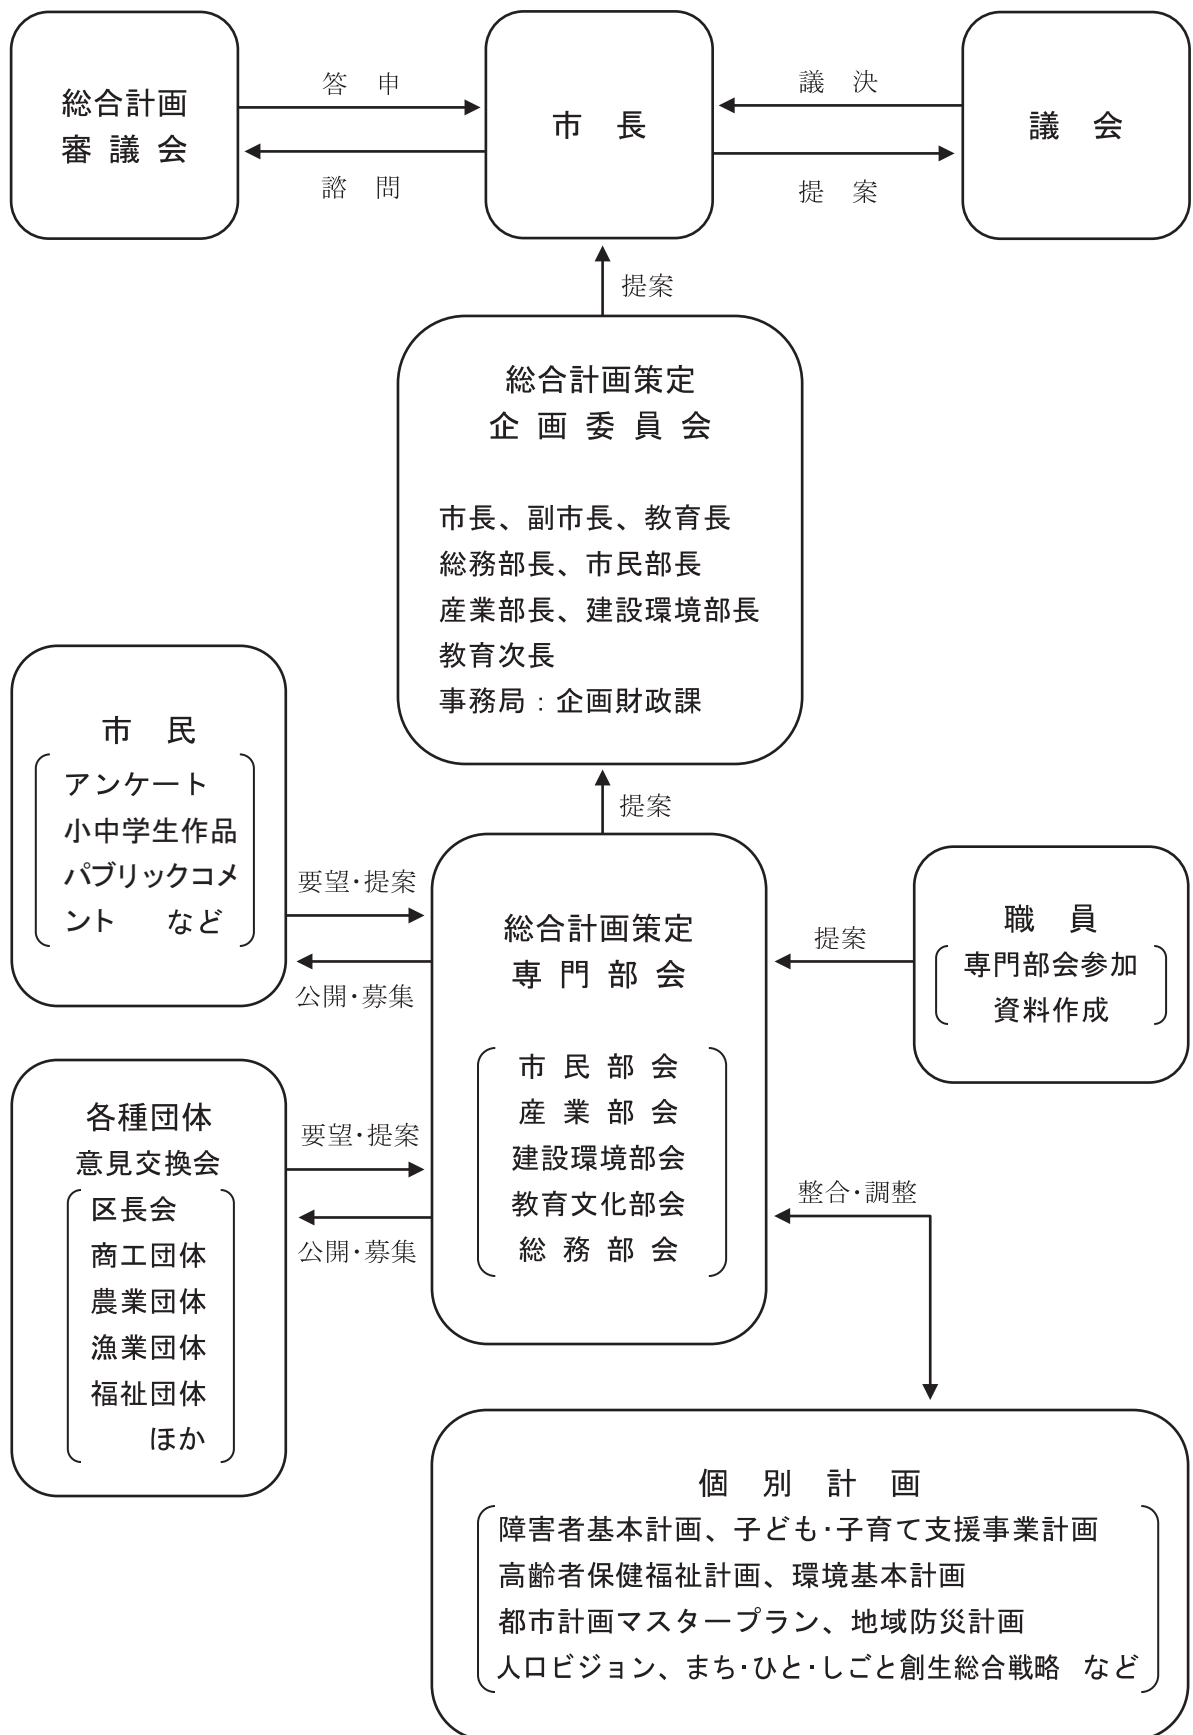 総合計画
審議会
答申
諮問
市長
議決
提案
議会
提案
総合計画策定
企画委員会
市長、副市長、教育長
総務部長、市民部長
産業部長、建設環境部長
教育次長
事務局：企画財政課
提案
市民
アンケート
小中学生作品
パブリックコメ
ント　など
要望・提案
公開・募集
総合計画策定
専門部会
市民部会
産業部会
建設環境部会
教育文化部会
総務部会
提案
職員
専門部会参加
資料作成
各種団体
意見交換会
区長会
商工団体
農業団体
漁業団体
福祉団体
ほか
要望・提案
公開・募集
整合・調整
個別計画
障害者基本計画、子ども・子育て支援事業計画
高齢者保健福祉計画、環境基本計画
都市計画マスタープラン、地域防災計画
人口ビジョン、まち・ひと・しごと創生総合戦略　など